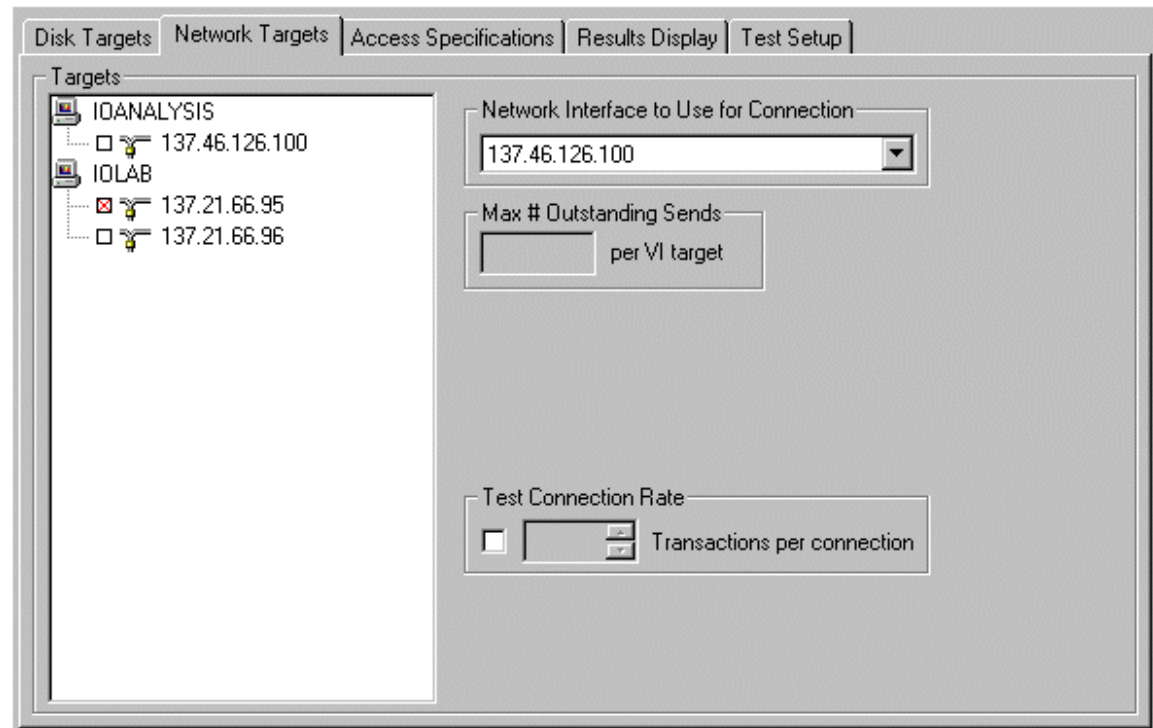 Disk Targets Network Targets Access Specifications Results Display Test Setup
Targets
IOANALYSIS
137.46.126.100
IOLAB
137.21.66.95
137.21.66.96
Network Interface to Use for Connection
137.46.126.100
Max # Outstanding Sends
per VI target
Test Connection Rate
Transactions per connection